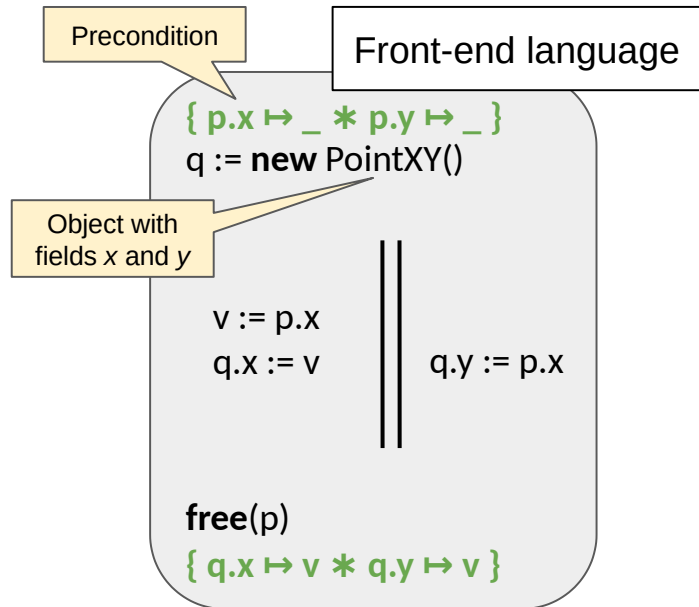 Precondition
Front-end language
{ p.x ↦ _ ∗ p.y ↦ _ }
q := new PointXY()
Object with
fields x and y
v := p.x
q.x := v
q.y := p.x
free(p)
{ q.x ↦ v ∗ q.y ↦ v }